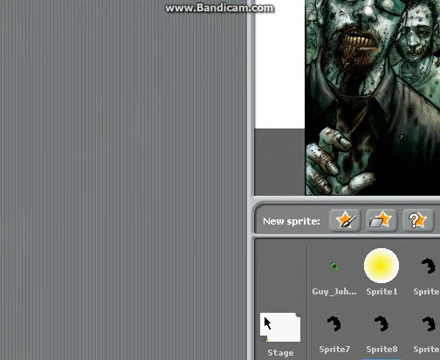 www.Bandicam.com
New sprite:
Guy_Joh... Sprite1 Sprite
Stage
Sprite7 Sprite8 Sprite